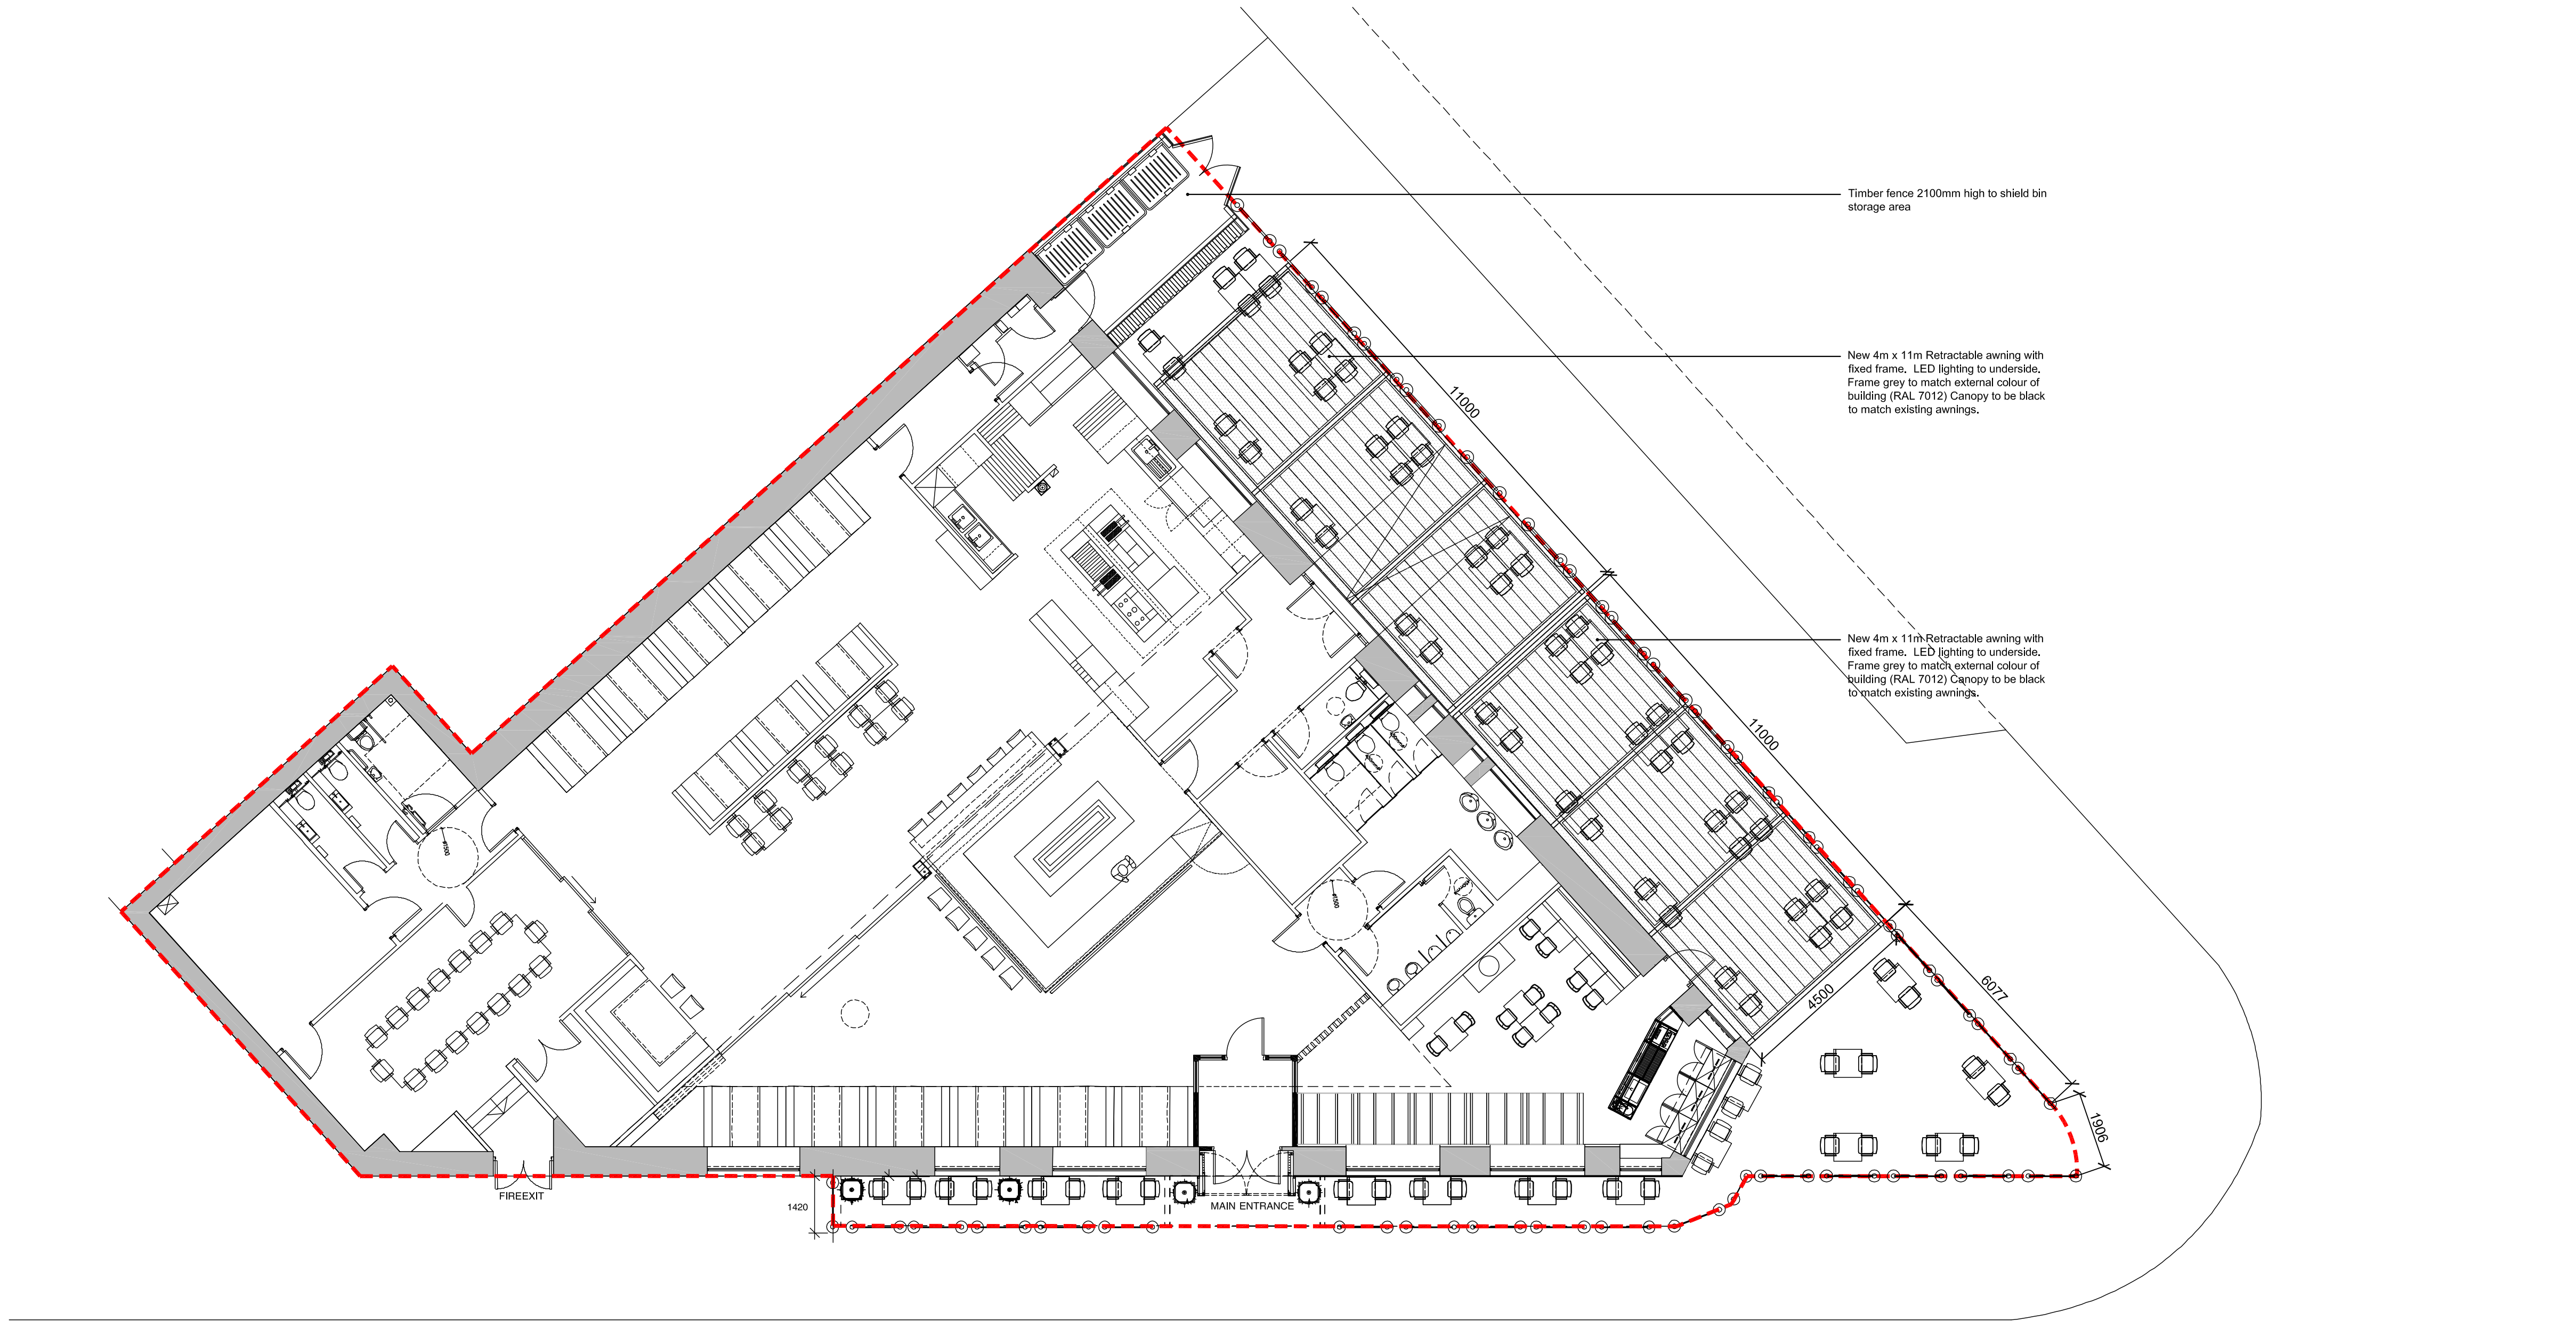 Timber fence 2100mm high to shield bin
storage area
New 4m x 11m Retractable awning with
fixed frame. LED lighting to underside.
Frame grey to match external colour of
building (RAL 7012) Canopy to be black
to match existing awnings.
11000
New 4m x 11m Retractable awning with
fixed frame. LED lighting to underside.
Frame grey to match external colour of
building (RAL 7012) Canopy to be black
to match existing awnings.
11000
6077
4500
1906
1420
FIREEXIT
MAIN ENTRANCE